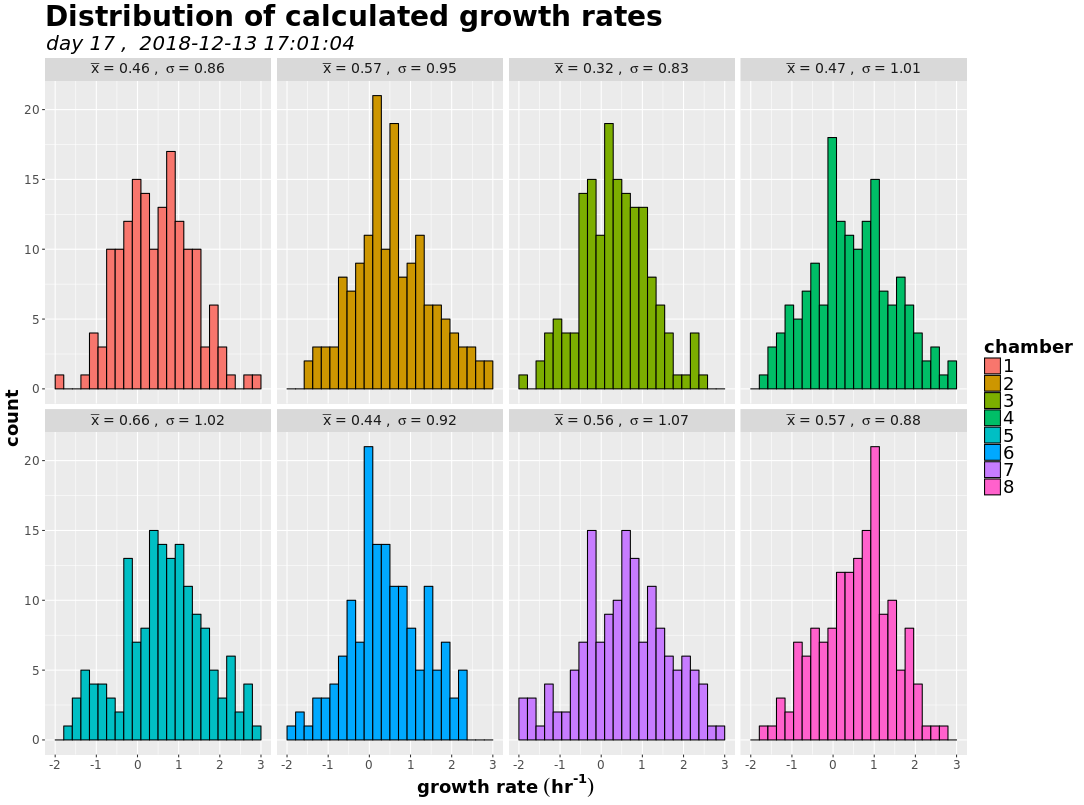 Distribution of calculated growth rates
day 17 ,  2018-12-13 17:01:04
x̅ = 0.46 ,  σ = 0.86
x̅ = 0.57 ,  σ = 0.95
x̅ = 0.32 ,  σ = 0.83
x̅ = 0.47 ,  σ = 1.01
20
15
10
5
0
count
x̅ = 0.66 ,  σ = 1.02
x̅ = 0.44 ,  σ = 0.92
x̅ = 0.56 ,  σ = 1.07
x̅ = 0.57 ,  σ = 0.88
20
15
10
5
0
-2 -1 0 1 2 3
-2 -1 0 1 2 3
-2 -1 0 1 2 3
-2 -1 0 1 2 3
growth rate (hr⁻¹)
chamber
1
2
3
4
5
6
7
8